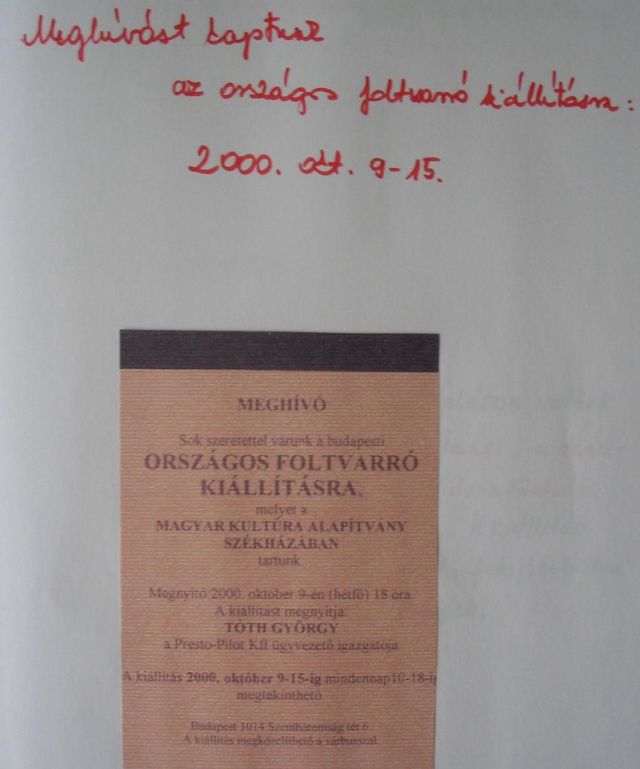 Meghívást kaptunk
az országos foltvarró kiállításra:
2000. okt. 9-15.
MEGHÍVÓ
Sok szeretettel várunk a budapesti
ORSZÁGOS FOLTVARRÓ
KIÁLLÍTÁSRA,
melyet a
MAGYAR KULTÚRA ALAPÍTVÁNY
SZÉKHÁZÁBAN
tartunk
Megnyitó 2000. október 9-én (hétfő) 18 óra.
A kiállítást megnyitja:
TÓTH GYÖRGY
a Presto-Pilot Kft ügyvezető igazgatója
A kiállítás 2000. október 9-15-ig mindennap10-18-ig
megtekinthető
Budapest 1014 Szentháromság tér 6.
A kiállítás megközelíthető a várbusszal.